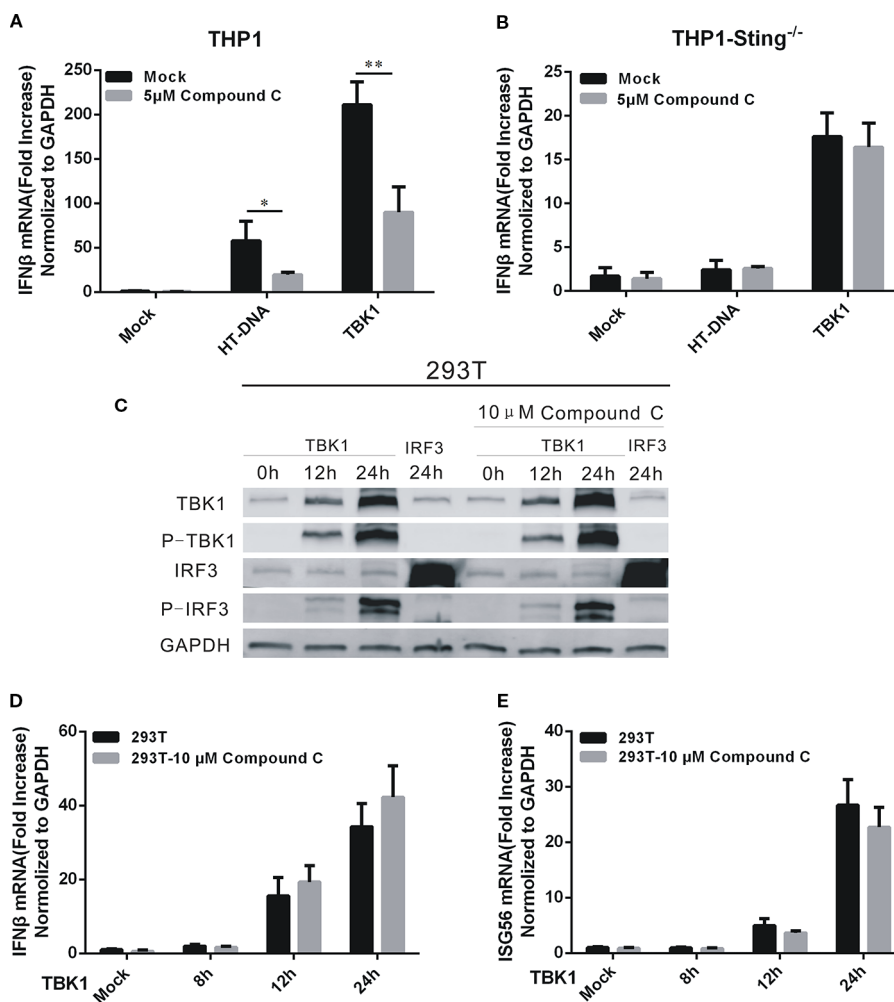 A
THP1
IFNβ mRNA(Fold Increase)
Normolized to GAPDH
250
200
150
100
50
0
Mock
5μM Compound C
*
**
Mock
HT-DNA
TBK1
B
THP1-Sting-/-
IFNβ mRNA(Fold Increase)
Normolized to GAPDH
25
20
15
10
5
0
Mock
5μM Compound C
Mock
HT-DNA
TBK1
C
293T
10 μM Compound C
TBK1 IRF3 TBK1 IRF3
0h 12h 24h 24h 0h 12h 24h 24h
TBK1
P-TBK1
IRF3
P-IRF3
GAPDH
D
IFNβ mRNA(Fold Increase)
Normolized to GAPDH
60
40
20
0
293T
293T-10 μM Compound C
TBK1 Mock 8h 12h 24h
E
ISG56 mRNA(Fold Increase)
Normolized to GAPDH
40
30
20
10
0
293T
293T-10 μM Compound C
TBK1 Mock 8h 12h 24h